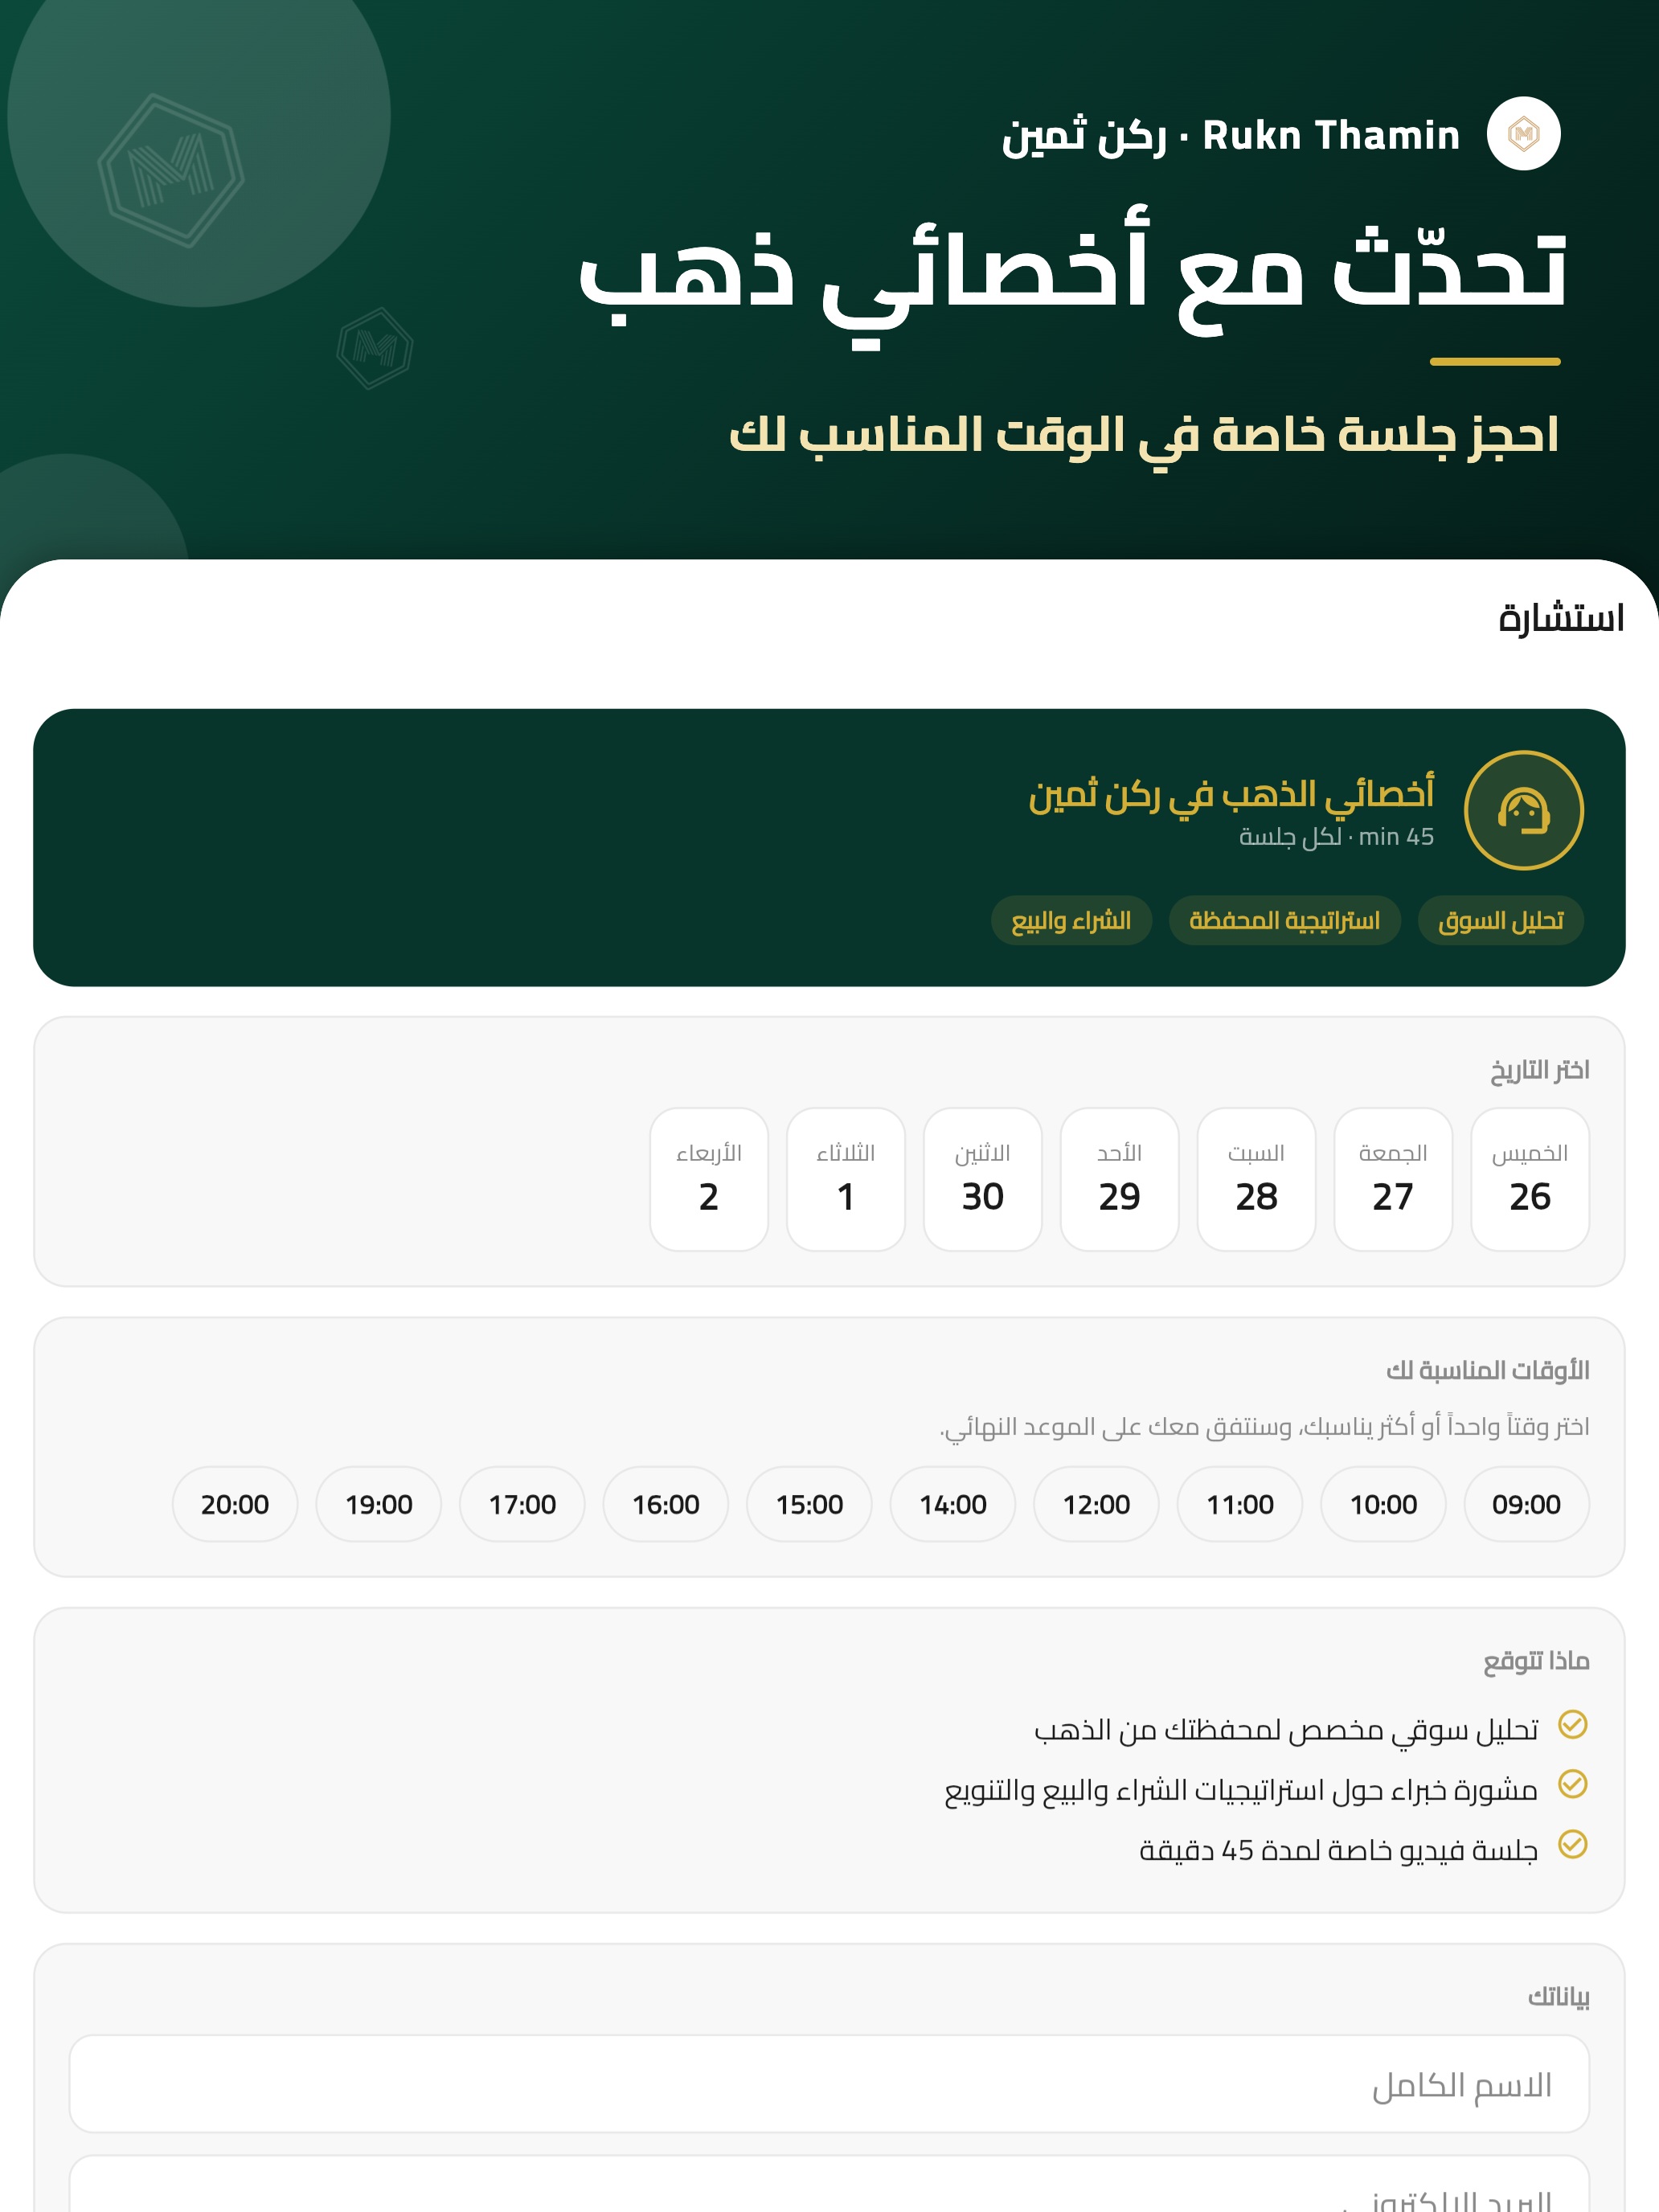 ركن ثمين · Rukn Thamin
تحدّث مع أخصائي ذهب
احجز جلسة خاصة في الوقت المناسب لك
استشارة
أخصائي الذهب في ركن ثمين
45 min · لكل جلسة
تحليل السوق
استراتيجية المحفظة
الشراء والبيع
اختر التاريخ
الخميس
26
الجمعة
27
السبت
28
الأحد
29
الاثنين
30
الثلاثاء
1
الأربعاء
2
الأوقات المناسبة لك
اختر وقتاً واحداً أو أكثر يناسبك، وسنتفق معك على الموعد النهائي.
09:00
10:00
11:00
12:00
14:00
15:00
16:00
17:00
19:00
20:00
ماذا تتوقع
تحليل سوقي مخصص لمحفظتك من الذهب
مشورة خبراء حول استراتيجيات الشراء والبيع والتنويع
جلسة فيديو خاصة لمدة 45 دقيقة
بياناتك
الاسم الكامل
البريد الإلكتروني